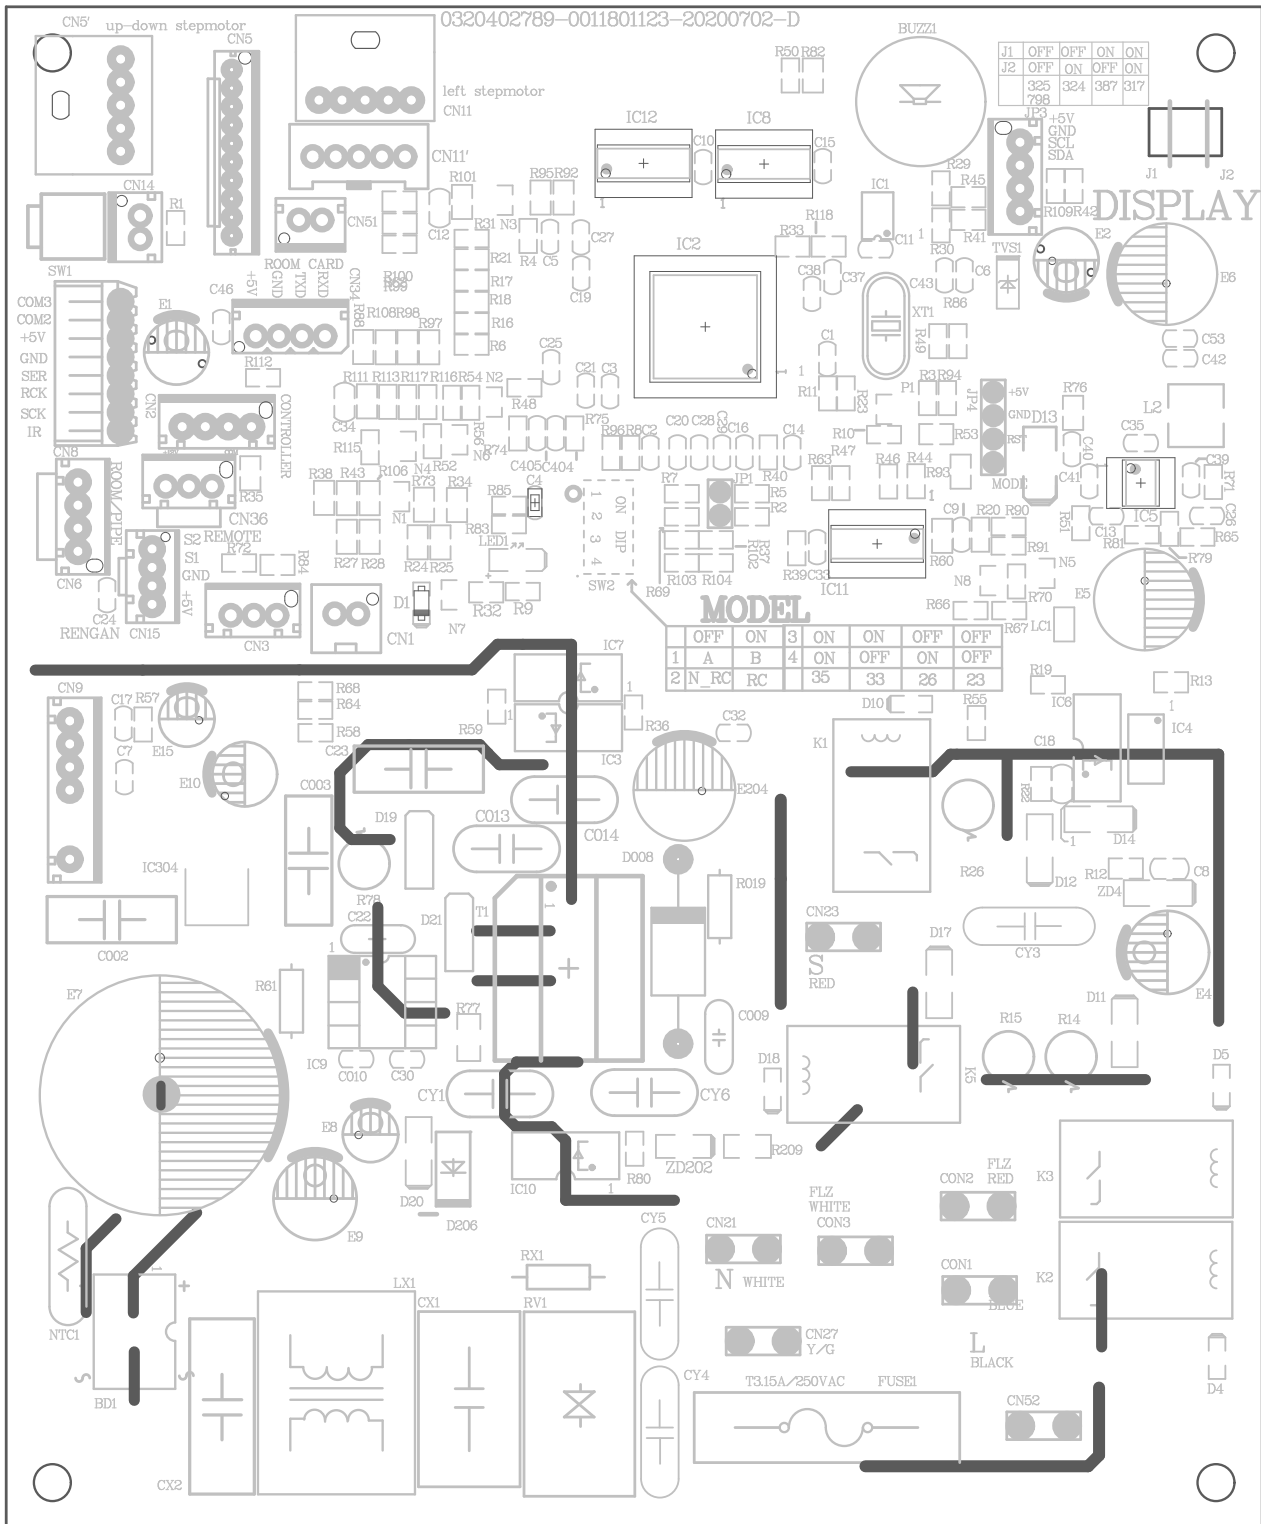 0320402789-0011801123-20200702-D
CN5'
up-down stepmotor
CN5
left stepmotor
CN11
CN11'
R50 R82
BUZZ1
J1 OFF OFF ON ON
J2 OFF ON OFF ON
325 324 387 317
798
JP3
+5V
GND
SCL
SDA
J1 J2
IC12
C10
IC8
C15
CN14
R1
CN51
R101
C12
N3
R95 R92
IC1
R29
R45
R109 R42
DISPLAY
SW1
ROOM CARD
R31
R4
C5
C27
IC2
R118
R33
C11
1
R30
R41
TVS1
E2
E6
+5V
GND
TXD
RXD
CN34
R100
R99
R21
R17
R18
R16
R6
C19
C38
C37
C43
C6
R86
XT1
COM3
COM2
+5V
GND
SER
RCK
SCK
IR
CN2
E1
C46
R88
R108 R98
R97
R112
C25
C1
R49
C53
C42
R111 R113 R117 R116 R54 N2
C21 C3
1
R11
R23
P1
R3 R94
JP4
+5V
GND
RST
MODE
D13
R76
L2
CONTROLLER
C34
R115
R106
N4
R52
R56
N6
R48
R74
R75
C405
C404
R96 R8 C2 C20 C28 C29 C16
C14
R10
R53
R93
C40
C35
CN8
ROOM/PIPE
R35
CN36
REMOTE
R38 R43
N1
R73
R34
R85
C4
1 2 3 4
ON DIP
SW2
R7
JP1
R40
R5
R2
R63 R47
R46 R44
1
C9
R20 R90
R51
C41
C39
R71
C36
IC5
C13
R81
R65
R79
S2
S1
GND
+5V
R72
R84
R27 R28
R24
R25
R83
LED1
R37
R102
R103
R104
R39
C33
IC11
R60
R91
N8
N5
R70
E5
CN6
C24
RENGAN
CN15
CN3
CN1
D1
N7
R32
R9
R69
R66
R67
LC1
MODEL
OFF ON 3 ON ON OFF OFF
1 A B 4 ON OFF ON OFF
2 N_RC RC 35 33 26 23
IC7
CN9
C17 R57
R68
R64
R58
R59
1
1
R36
C32
D10
R55
R19
IC6
R13
1
IC4
E15
C7
E10
C23
IC3
K1
C18
R22
C003
D19
C013
C014
E204
D14
1
IC304
D008
R26
D12
R12
C8
ZD4
R78
R019
C22
D21
T1
1
CN23
S
RED
D17
CY3
C002
1
E4
E7
R61
R77
C009
D11
R15
R14
IC9
C010
C30
CY1
CY6
D18
K5
D5
E8
ZD202
R209
R80
IC10
1
D20
D206
E9
FLZ
RED
CON2
K3
FLZ
WHITE
CON3
CY5
CN21
N WHITE
RX1
CON1
BLUE
K2
NTC1
1
+
LX1
CX1
RV1
CN27
Y/G
L
BLACK
D4
BD1
CY4
T3.15A/250VAC
FUSE1
CN52
CX2